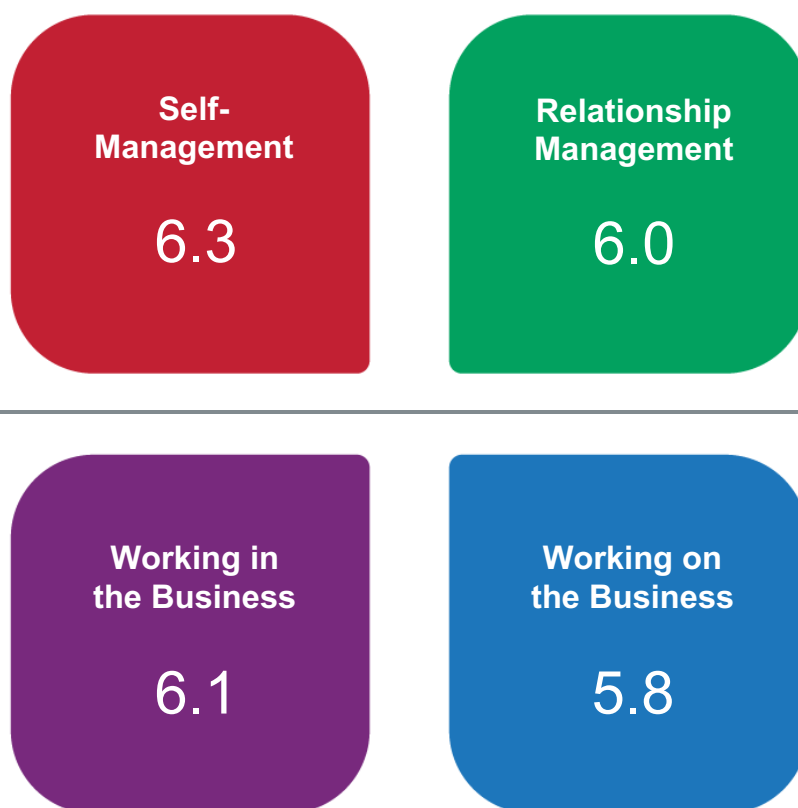 Self-
Management
6.3
Relationship
Management
6.0
Working in
the Business
6.1
Working on
the Business
5.8